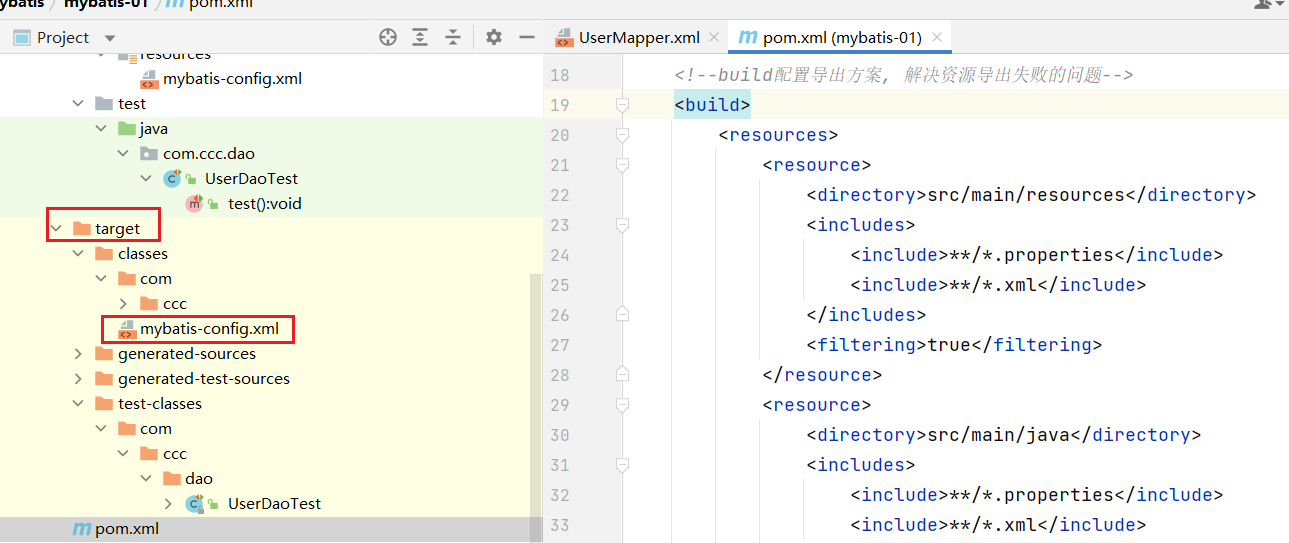 ybatis mybatis-01 m pom.xml
Project
resources
mybatis-config.xml
test
java
com.ccc.dao
UserDaoTest
test():void
target
classes
com
ccc
mybatis-config.xml
generated-sources
generated-test-sources
test-classes
com
ccc
dao
UserDaoTest
m pom.xml
UserMapper.xml
m pom.xml (mybatis-01)
18 <!--build配置导出方案, 解决资源导出失败的问题-->
19 <build>
20 <resources>
21 <resource>
22 <directory>src/main/resources</directory>
23 <includes>
24 <include>**/*.properties</include>
25 <include>**/*.xml</include>
26 </includes>
27 <filtering>true</filtering>
28 </resource>
29 <resource>
30 <directory>src/main/java</directory>
31 <includes>
32 <include>**/*.properties</include>
33 <include>**/*.xml</include>